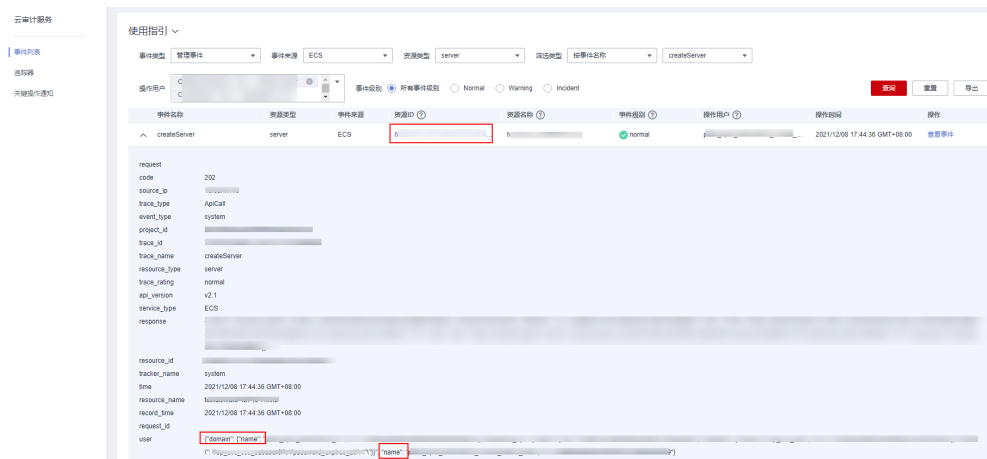 云审计服务
事件列表
追踪器
关键操作通知
使用指引
事件类型 管理事件 事件来源 ECS 资源类型 server 筛选类型 按事件名称 createServer
操作用户 事件级别 所有事件级别 Normal Warning Incident 查询 重置 导出
事件名称 资源类型 事件来源 资源ID 资源名称 事件级别 操作用户 操作时间 操作
createServer server ECS 6 ... normal ... 2021/12/08 17:44:36 GMT+08:00 查看事件
request
code 202
source_ip
trace_type ApiCall
event_type system
project_id
trace_id
trace_name createServer
resource_type server
trace_rating normal
api_version v2.1
service_type ECS
response
resource_id
tracker_name system
time 2021/12/08 17:44:36 GMT+08:00
resource_name
record_time 2021/12/08 17:44:36 GMT+08:00
request_id
user {"domain": {"name": "
"name":